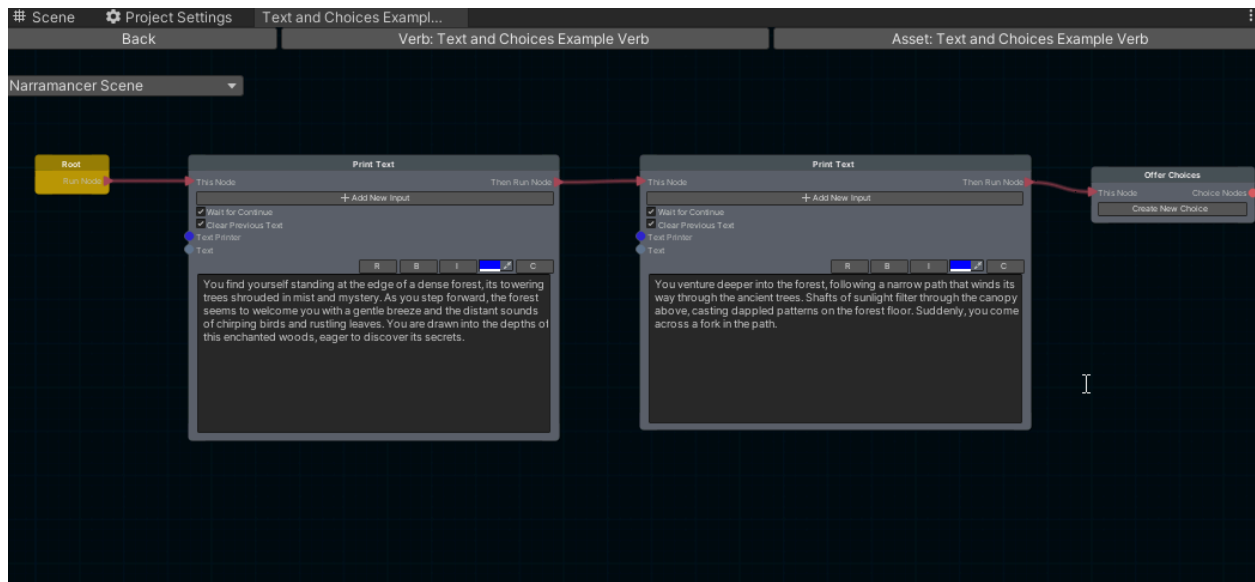 Scene
Project Settings
Text and Choices Exampl...
Back
Verb: Text and Choices Example Verb
Asset: Text and Choices Example Verb
Narramancer Scene
Root
Run Node
Print Text
This Node
Then Run Node
+ Add New Input
Wait for Continue
Clear Previous Text
Text Printer
Text
R
B
I
C
You find yourself standing at the edge of a dense forest, its towering
trees shrouded in mist and mystery. As you step forward, the forest
seems to welcome you with a gentle breeze and the distant sounds
of chirping birds and rustling leaves. You are drawn into the depths of
this enchanted woods, eager to discover its secrets.
Print Text
This Node
Then Run Node
+ Add New Input
Wait for Continue
Clear Previous Text
Text Printer
Text
R
B
I
C
You venture deeper into the forest, following a narrow path that winds its
way through the ancient trees. Shafts of sunlight filter through the canopy
above, casting dappled patterns on the forest floor. Suddenly, you come
across a fork in the path.
Offer Choices
This Node
Choice Nodes
Create New Choice